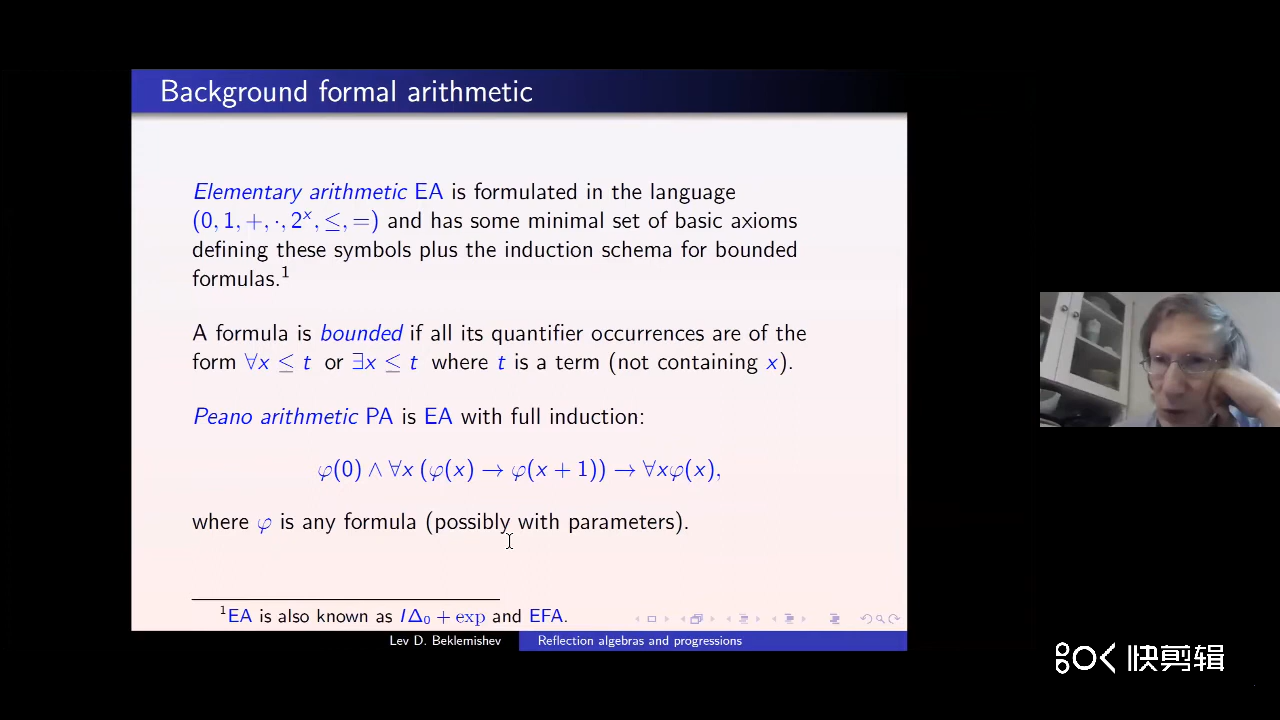 Background formal arithmetic
Elementary arithmetic EA is formulated in the language
(0, 1, +, ·, 2ˣ, ≤, =) and has some minimal set of basic axioms
defining these symbols plus the induction schema for bounded
formulas.¹
A formula is bounded if all its quantifier occurrences are of the
form ∀x ≤ t or ∃x ≤ t where t is a term (not containing x).
Peano arithmetic PA is EA with full induction:
φ(0) ∧ ∀x (φ(x) → φ(x + 1)) → ∀xφ(x),
where φ is any formula (possibly with parameters).
¹EA is also known as IΔ₀ + exp and EFA.
Lev D. Beklemishev
Reflection algebras and progressions
快剪辑